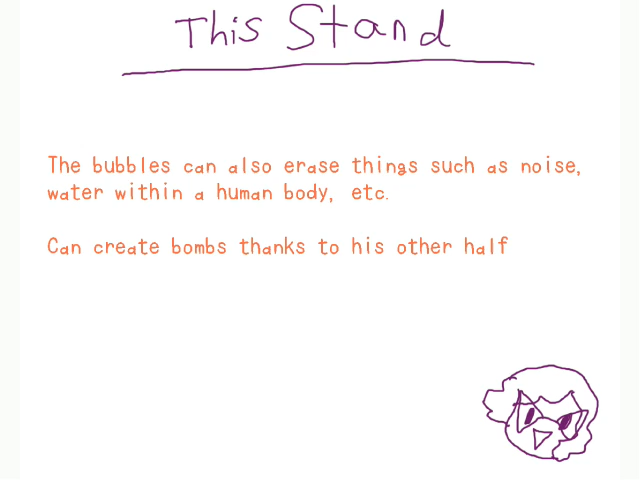 This Stand
The bubbles can also erase things such as noise,
water within a human body, etc.
Can create bombs thanks to his other half